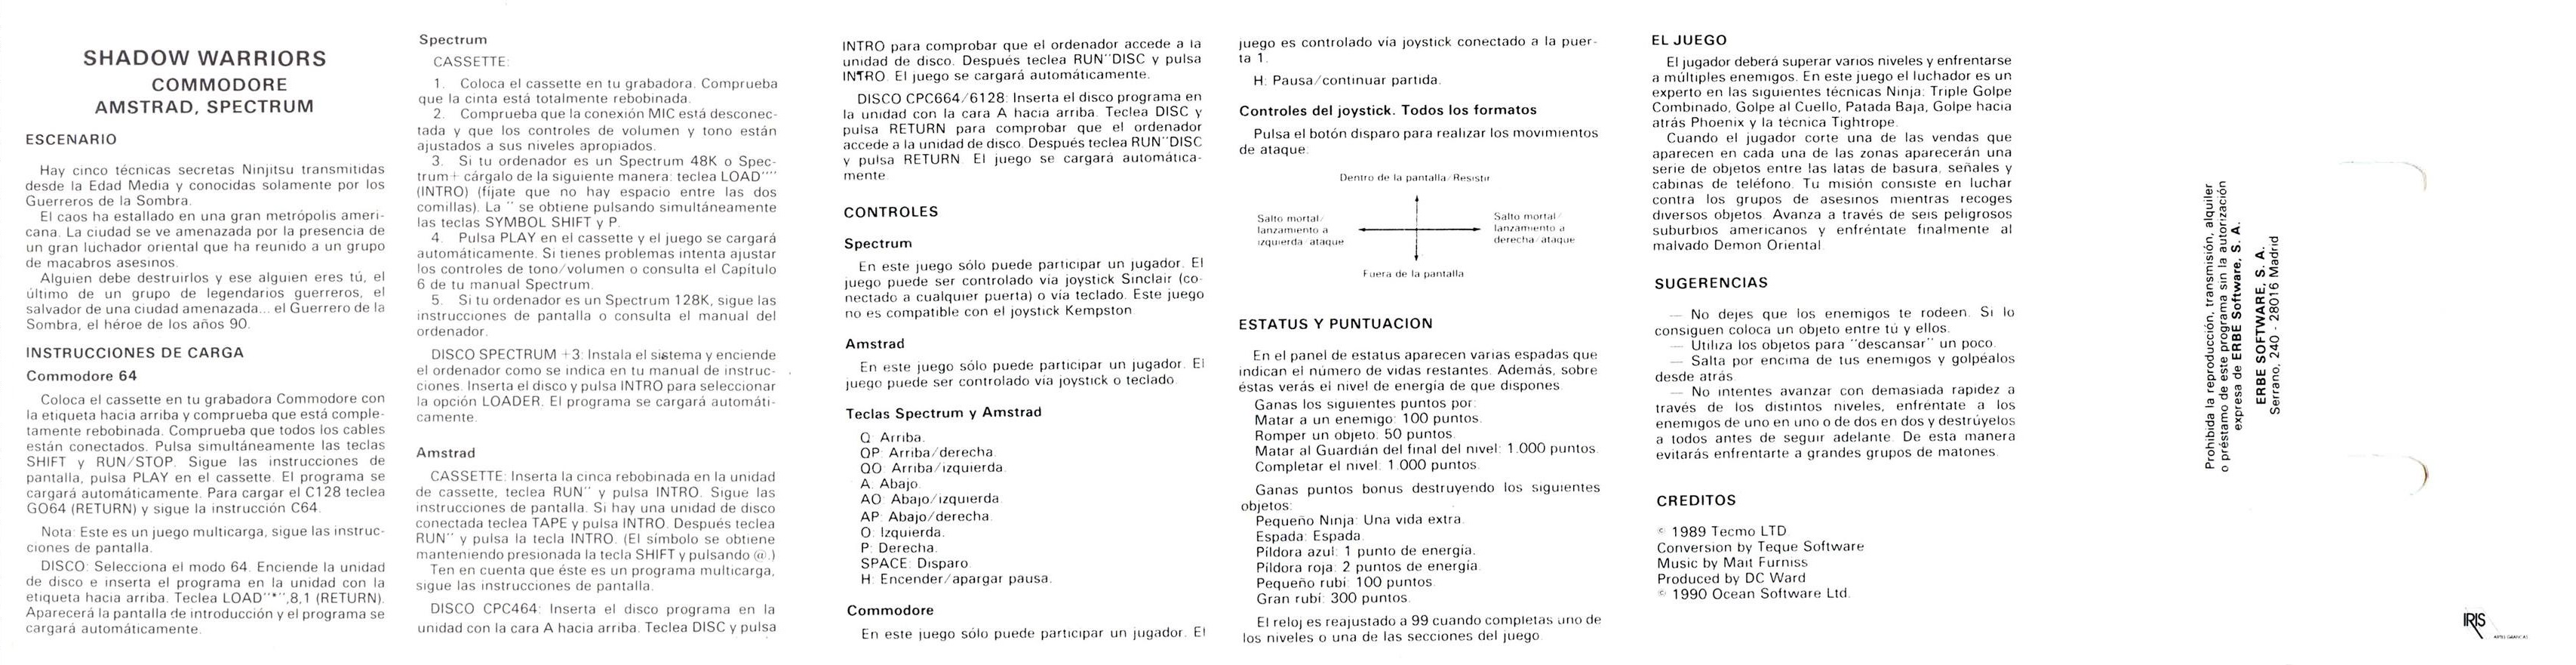 SHADOW WARRIORS
COMMODORE
AMSTRAD, SPECTRUM
ESCENARIO
Hay cinco técnicas secretas Ninjitsu transmitidas
desde la Edad Media y conocidas solamente por los
Guerreros de la Sombra.
El caos ha estallado en una gran metrópolis ameri-
cana. La ciudad se ve amenazada por la presencia de
un gran luchador oriental que ha reunido a un grupo
de macabros asesinos.
Alguien debe destruirlos y ese alguien eres tú, el
último de un grupo de legendarios guerreros, el
salvador de una ciudad amenazada... el Guerrero de la
Sombra, el héroe de los años 90.
INSTRUCCIONES DE CARGA
Commodore 64
Coloca el cassette en tu grabadora Commodore con
la etiqueta hacia arriba y comprueba que está comple-
tamente rebobinada. Comprueba que todos los cables
están conectados. Pulsa simultáneamente las teclas
SHIFT y RUN/STOP. Sigue las instrucciones de
pantalla, pulsa PLAY en el cassette. El programa se
cargará automáticamente. Para cargar el C128 teclea
GO64 (RETURN) y sigue la instrucción C64.
Nota: Este es un juego multicarga, sigue las instruc-
ciones de pantalla.
DISCO: Selecciona el modo 64. Enciende la unidad
de disco e inserta el programa en la unidad con la
etiqueta hacia arriba. Teclea LOAD"*",8,1 (RETURN).
Aparecerá la pantalla de introducción y el programa se
cargará automáticamente.
Spectrum
CASSETTE:
1. Coloca el cassette en tu grabadora. Comprueba
que la cinta está totalmente rebobinada.
2. Comprueba que la conexión MIC está desconec-
tada y que los controles de volumen y tono están
ajustados a sus niveles apropiados.
3. Si tu ordenador es un Spectrum 48K o Spec-
trum+ cárgalo de la siguiente manera: teclea LOAD""
(INTRO) (fíjate que no hay espacio entre las dos
comillas). La " se obtiene pulsando simultáneamente
las teclas SYMBOL SHIFT y P.
4. Pulsa PLAY en el cassette y el juego se cargará
automáticamente. Si tienes problemas intenta ajustar
los controles de tono/volumen o consulta el Capítulo
6 de tu manual Spectrum.
5. Si tu ordenador es un Spectrum 128K, sigue las
instrucciones de pantalla o consulta el manual del
ordenador.
DISCO SPECTRUM +3: Instala el sistema y enciende
el ordenador como se indica en tu manual de instruc-
ciones. Inserta el disco y pulsa INTRO para seleccionar
la opción LOADER. El programa se cargará automáti-
camente.
Amstrad
CASSETTE: Inserta la cinca rebobinada en la unidad
de cassette, teclea RUN" y pulsa INTRO. Sigue las
instrucciones de pantalla. Si hay una unidad de disco
conectada teclea TAPE y pulsa INTRO. Después teclea
RUN" y pulsa la tecla INTRO. (El símbolo se obtiene
manteniendo presionada la tecla SHIFT y pulsando @.)
Ten en cuenta que éste es un programa multicarga,
sigue las instrucciones de pantalla.
DISCO CPC464: Inserta el disco programa en la
unidad con la cara A hacia arriba. Teclea DISC y pulsa
INTRO para comprobar que el ordenador accede a la
unidad de disco. Después teclea RUN"DISC y pulsa
INTRO. El juego se cargará automáticamente.
DISCO CPC664/6128: Inserta el disco programa en
la unidad con la cara A hacia arriba. Teclea DISC y
pulsa RETURN para comprobar que el ordenador
accede a la unidad de disco. Después teclea RUN"DISC
y pulsa RETURN. El juego se cargará automática-
mente.
CONTROLES
Spectrum
En este juego sólo puede participar un jugador. El
juego puede ser controlado vía joystick Sinclair (co-
nectado a cualquier puerta) o vía teclado. Este juego
no es compatible con el joystick Kempston.
Amstrad
En este juego sólo puede participar un jugador. El
juego puede ser controlado vía joystick o teclado.
Teclas Spectrum y Amstrad
Q: Arriba.
QP: Arriba/derecha.
QO: Arriba/izquierda.
A: Abajo.
AO: Abajo/izquierda.
AP: Abajo/derecha.
O: Izquierda.
P: Derecha.
SPACE: Disparo.
H: Encender/apargar pausa.
Commodore
En este juego sólo puede participar un jugador. El
juego es controlado vía joystick conectado a la puer-
ta 1.
H: Pausa/continuar partida.
Controles del joystick. Todos los formatos
Pulsa el botón disparo para realizar los movimientos
de ataque.
Dentro de la pantalla/Resistir
Salto mortal/
lanzamiento a
izquierda/ataque
Salto mortal/
lanzamiento a
derecha/ataque
Fuera de la pantalla
ESTATUS Y PUNTUACION
En el panel de estatus aparecen varias espadas que
indican el número de vidas restantes. Además, sobre
éstas verás el nivel de energía de que dispones.
Ganas los siguientes puntos por:
Matar a un enemigo: 100 puntos.
Romper un objeto: 50 puntos.
Matar al Guardián del final del nivel: 1.000 puntos.
Completar el nivel: 1.000 puntos.
Ganas puntos bonus destruyendo los siguientes
objetos:
Pequeño Ninja: Una vida extra.
Espada: Espada.
Píldora azul: 1 punto de energía.
Píldora roja: 2 puntos de energía.
Pequeño rubí: 100 puntos.
Gran rubí: 300 puntos.
El reloj es reajustado a 99 cuando completas uno de
los niveles o una de las secciones del juego.
EL JUEGO
El jugador deberá superar varios niveles y enfrentarse
a múltiples enemigos. En este juego el luchador es un
experto en las siguientes técnicas Ninja: Triple Golpe
Combinado, Golpe al Cuello, Patada Baja, Golpe hacia
atrás Phoenix y la técnica Tightrope.
Cuando el jugador corte una de las vendas que
aparecen en cada una de las zonas aparecerán una
serie de objetos entre las latas de basura, señales y
cabinas de teléfono. Tu misión consiste en luchar
contra los grupos de asesinos mientras recoges
diversos objetos. Avanza a través de seis peligrosos
suburbios americanos y enfréntate finalmente al
malvado Demon Oriental.
SUGERENCIAS
— No dejes que los enemigos te rodeen. Si lo
consiguen coloca un objeto entre tú y ellos.
— Utiliza los objetos para "descansar" un poco.
— Salta por encima de tus enemigos y golpéalos
desde atrás.
— No intentes avanzar con demasiada rapidez a
través de los distintos niveles, enfréntate a los
enemigos de uno en uno o de dos en dos y destrúyelos
a todos antes de seguir adelante. De esta manera
evitarás enfrentarte a grandes grupos de matones.
CREDITOS
© 1989 Tecmo LTD
Conversion by Teque Software
Music by Mait Furniss
Produced by DC Ward
© 1990 Ocean Software Ltd.
Prohibida la reproducción, transmisión, alquiler
o préstamo de este programa sin la autorización
expresa de ERBE Software, S. A.
ERBE SOFTWARE, S. A.
Serrano, 240 - 28016 Madrid
IRIS
ARTES GRAFICAS